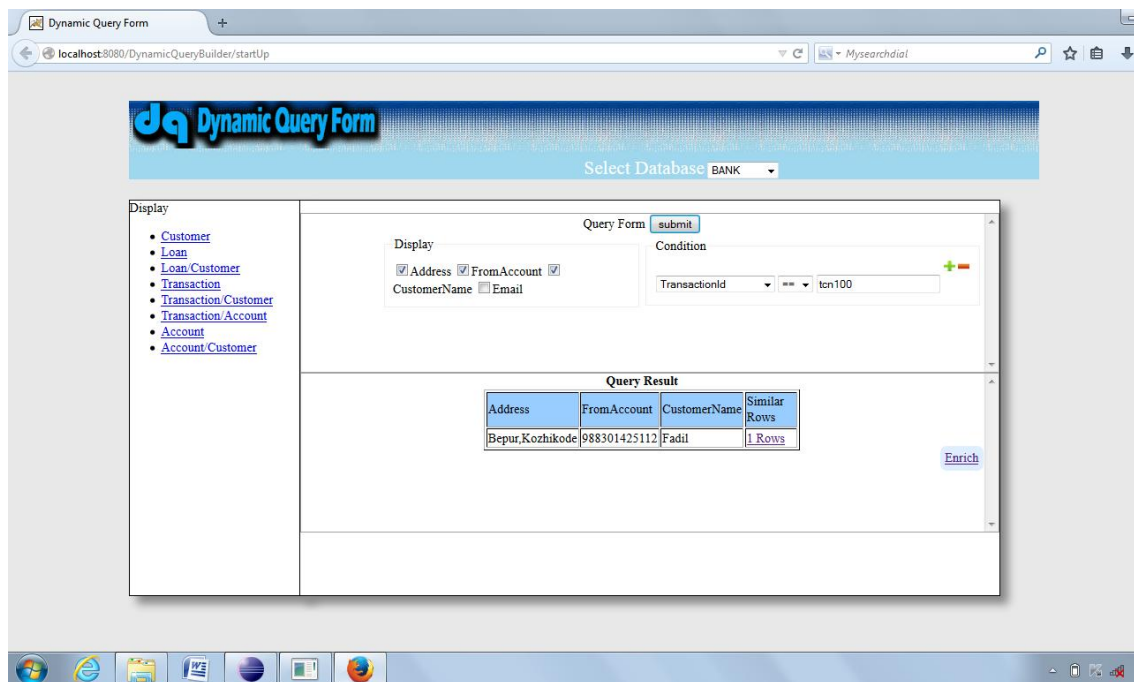 Dynamic Query Form
localhost:8080/DynamicQueryBuilder/startUp
Mysearchdial
dq Dynamic Query Form
Select Database BANK
Display
Customer
Loan
Loan/Customer
Transaction
Transaction/Customer
Transaction/Account
Account
Account/Customer
Query Form submit
Display
Address FromAccount
CustomerName Email
Condition
TransactionId == tcn100
Query Result
Address FromAccount CustomerName Similar Rows
Bepur,Kozhikode 988301425112 Fadil 1 Rows
Enrich